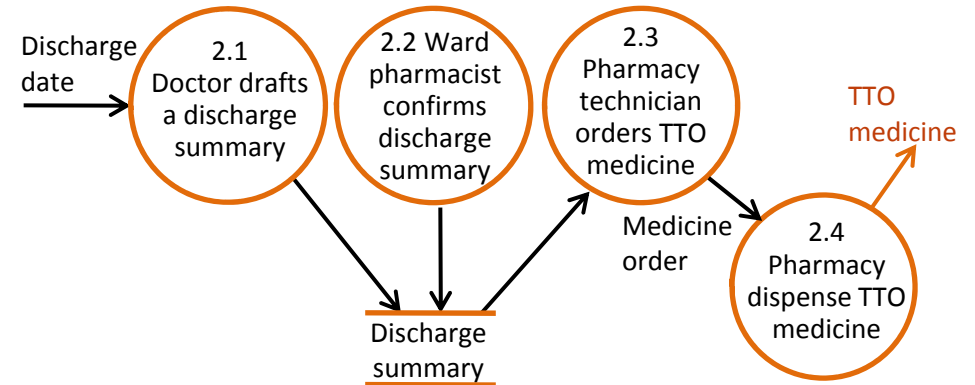 Discharge
date
2.1
Doctor drafts
a discharge
summary
2.2 Ward
pharmacist
confirms
discharge
summary
2.3
Pharmacy
technician
orders TTO
medicine
TTO
medicine
Medicine
order
2.4
Pharmacy
dispense TTO
medicine
Discharge
summary